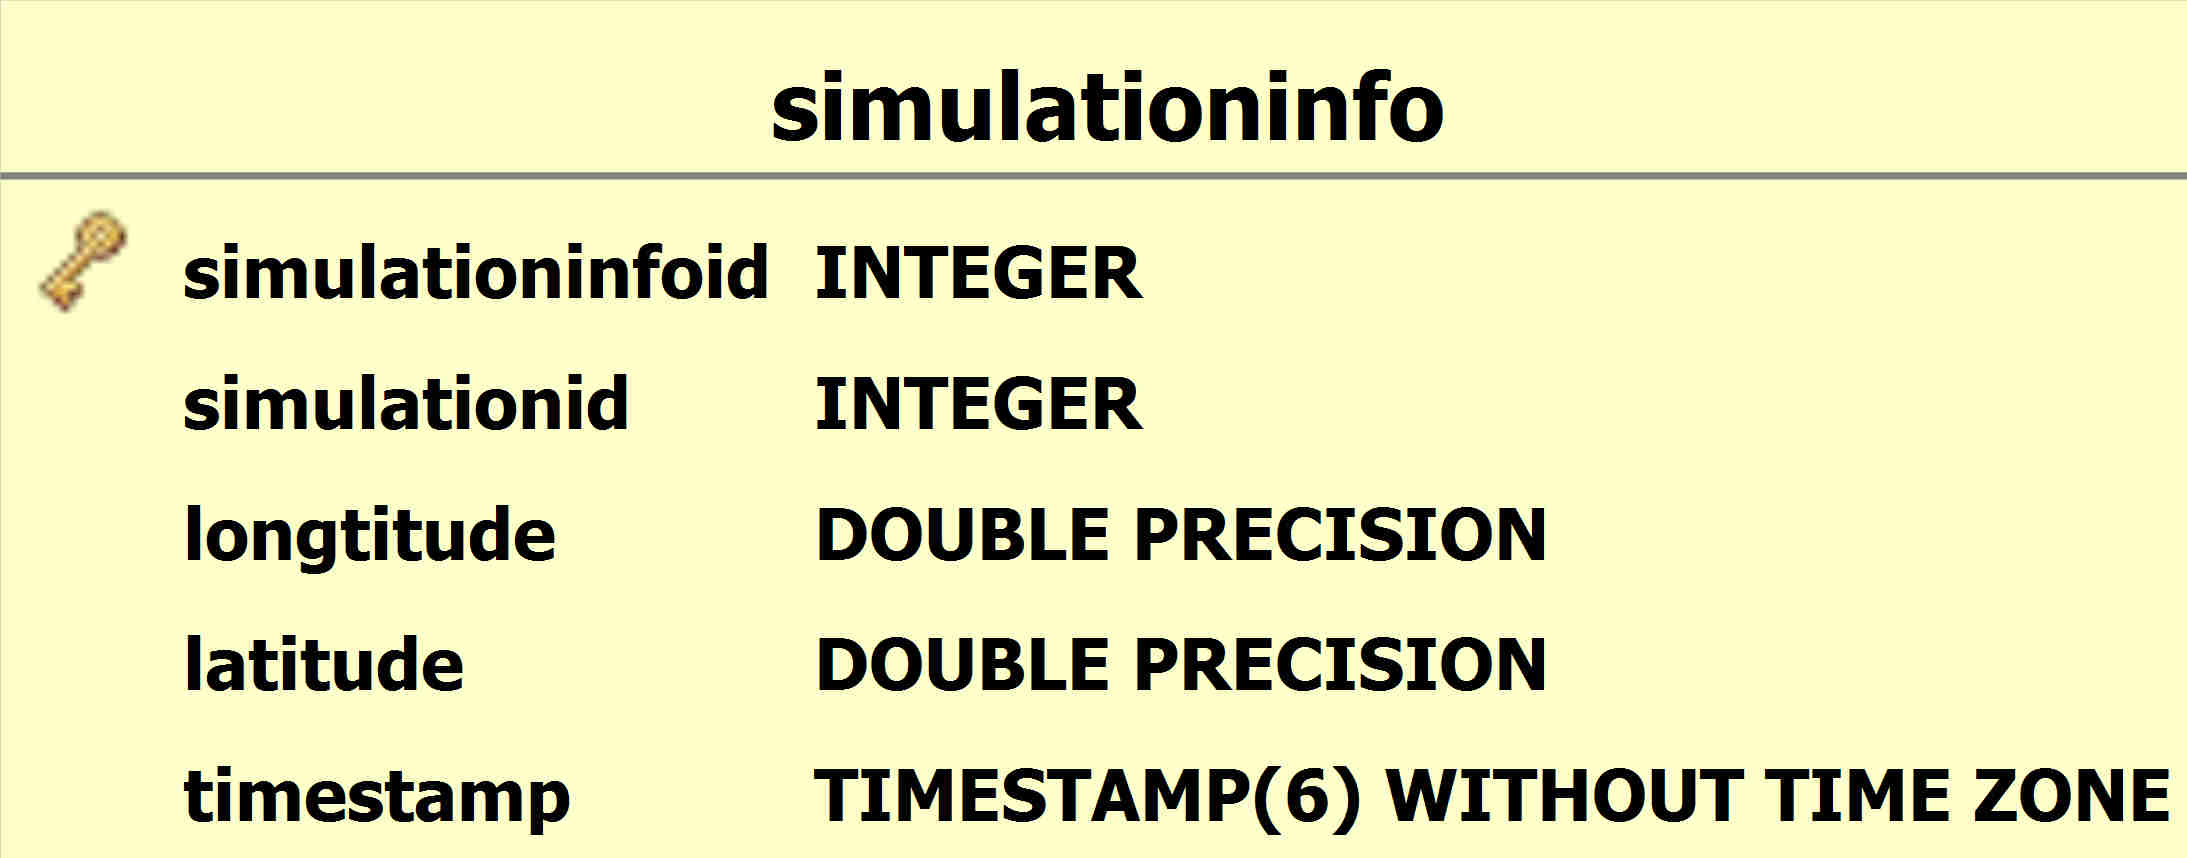 simulationinfo
simulationinfoid INTEGER
simulationid INTEGER
longtitude DOUBLE PRECISION
latitude DOUBLE PRECISION
timestamp TIMESTAMP(6) WITHOUT TIME ZONE